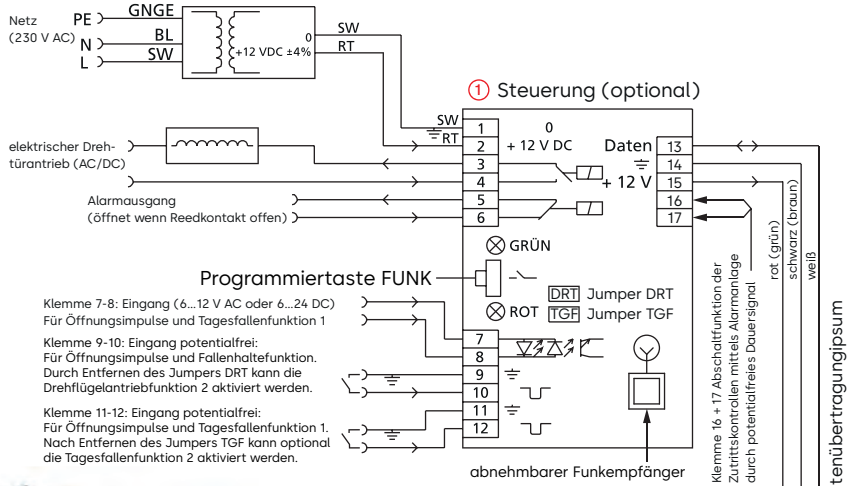 Netz
(230 V AC)
PE
N
L
GNGE
BL
SW
0
+12 VDC ±4%
SW
RT
1 Steuerung (optional)
SW
RT
1
2
3
4
5
6
0
+ 12 V DC
Daten
+ 12 V
13
14
15
16
17
elektrischer Dreh-
türantrieb (AC/DC)
Alarmausgang
(öffnet wenn Reedkontakt offen)
GRÜN
Programmiertaste FUNK
ROT
DRT Jumper DRT
TGF Jumper TGF
Klemme 7-8: Eingang (6...12 V AC oder 6...24 DC)
Für Öffnungsimpulse und Tagesfallenfunktion 1
Klemme 9-10: Eingang potentialfrei:
Für Öffnungsimpulse und Fallenhaltefunktion.
Durch Entfernen des Jumpers DRT kann die
Drehflügelantriebfunktion 2 aktiviert werden.
Klemme 11-12: Eingang potentialfrei:
Für Öffnungsimpulse und Tagesfallenfunktion 1.
Nach Entfernen des Jumpers TGF kann optional
die Tagesfallenfunktion 2 aktiviert werden.
7
8
9
10
11
12
abnehmbarer Funkempfänger
Klemme 16 + 17 Abschaltfunktion der
Zutrittskontrollen mittels Alarmanlage
durch potentialfreies Dauersignal
rot (grün)
schwarz (braun)
weiß
tenübertragungipsum